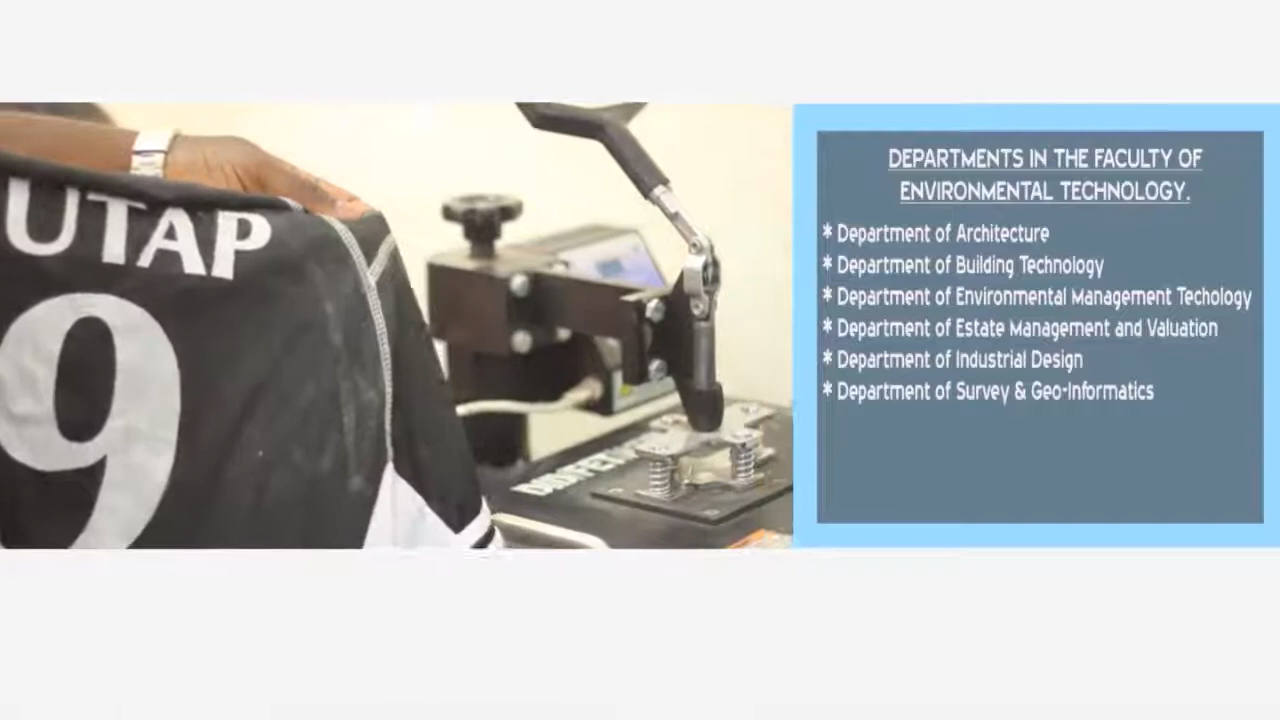 UTAP
9
DEPARTMENTS IN THE FACULTY OF
ENVIRONMENTAL TECHNOLOGY.
* Department of Architecture
* Department of Building Technology
* Department of Environmental Management Techology
* Department of Estate Management and Valuation
* Department of Industrial Design
* Department of Survey & Geo-Informatics